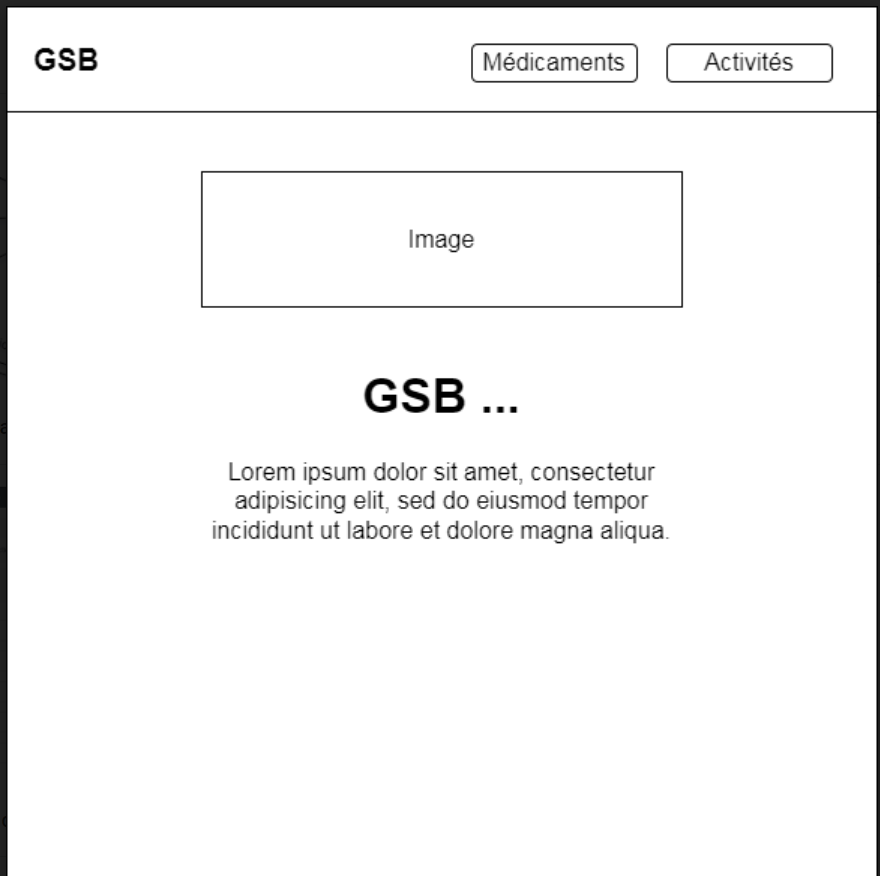 GSB
Médicaments
Activités
Image
GSB ...
Lorem ipsum dolor sit amet, consectetur
adipisicing elit, sed do eiusmod tempor
incididunt ut labore et dolore magna aliqua.